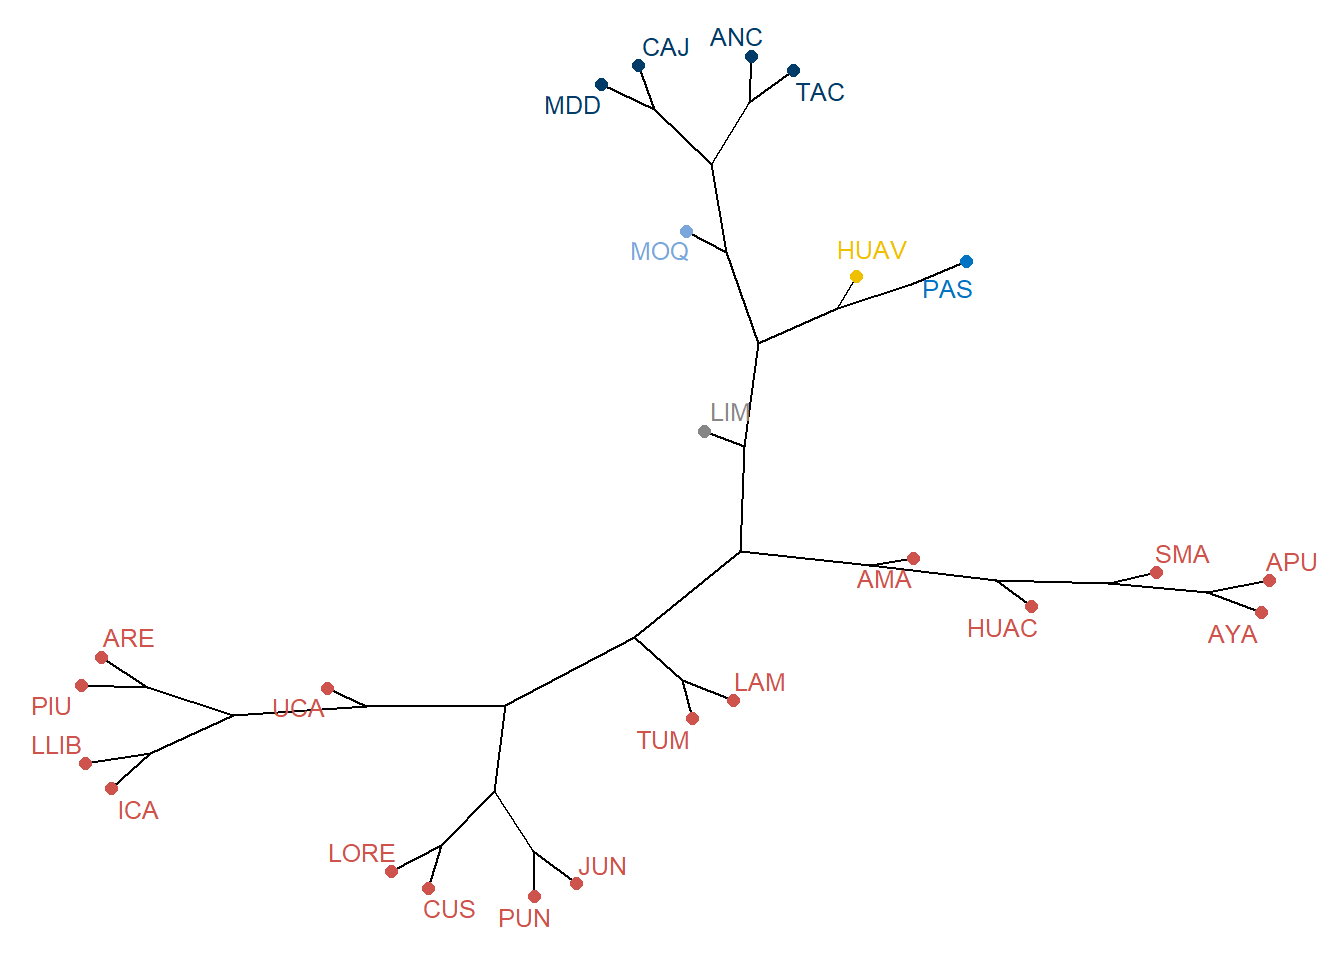 ANC
CAJ
TAC
MDD
HUAV
MOQ
PAS
LIM
SMA
APU
AMA
HUAC
AYA
ARE
LAM
PIU
UCA
TUM
LLIB
ICA
LORE
JUN
CUS
PUN